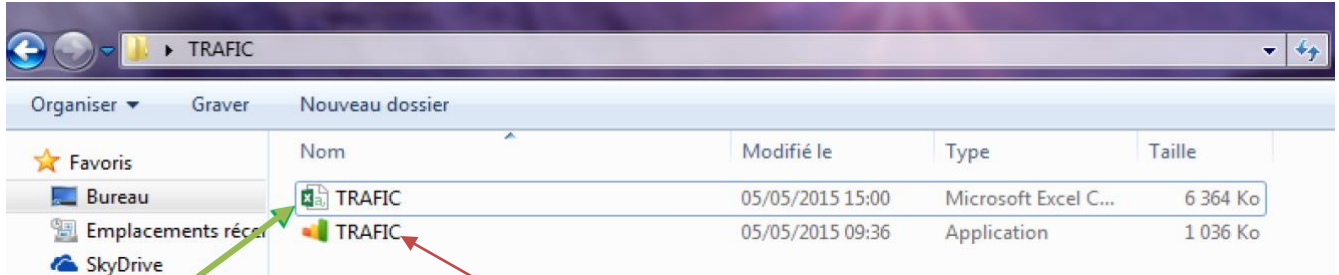 TRAFIC
Organiser Graver Nouveau dossier
Favoris
Bureau
Emplacements récer
SkyDrive
Nom Modifié le Type Taille
TRAFIC 05/05/2015 15:00 Microsoft Excel C... 6 364 Ko
TRAFIC 05/05/2015 09:36 Application 1 036 Ko